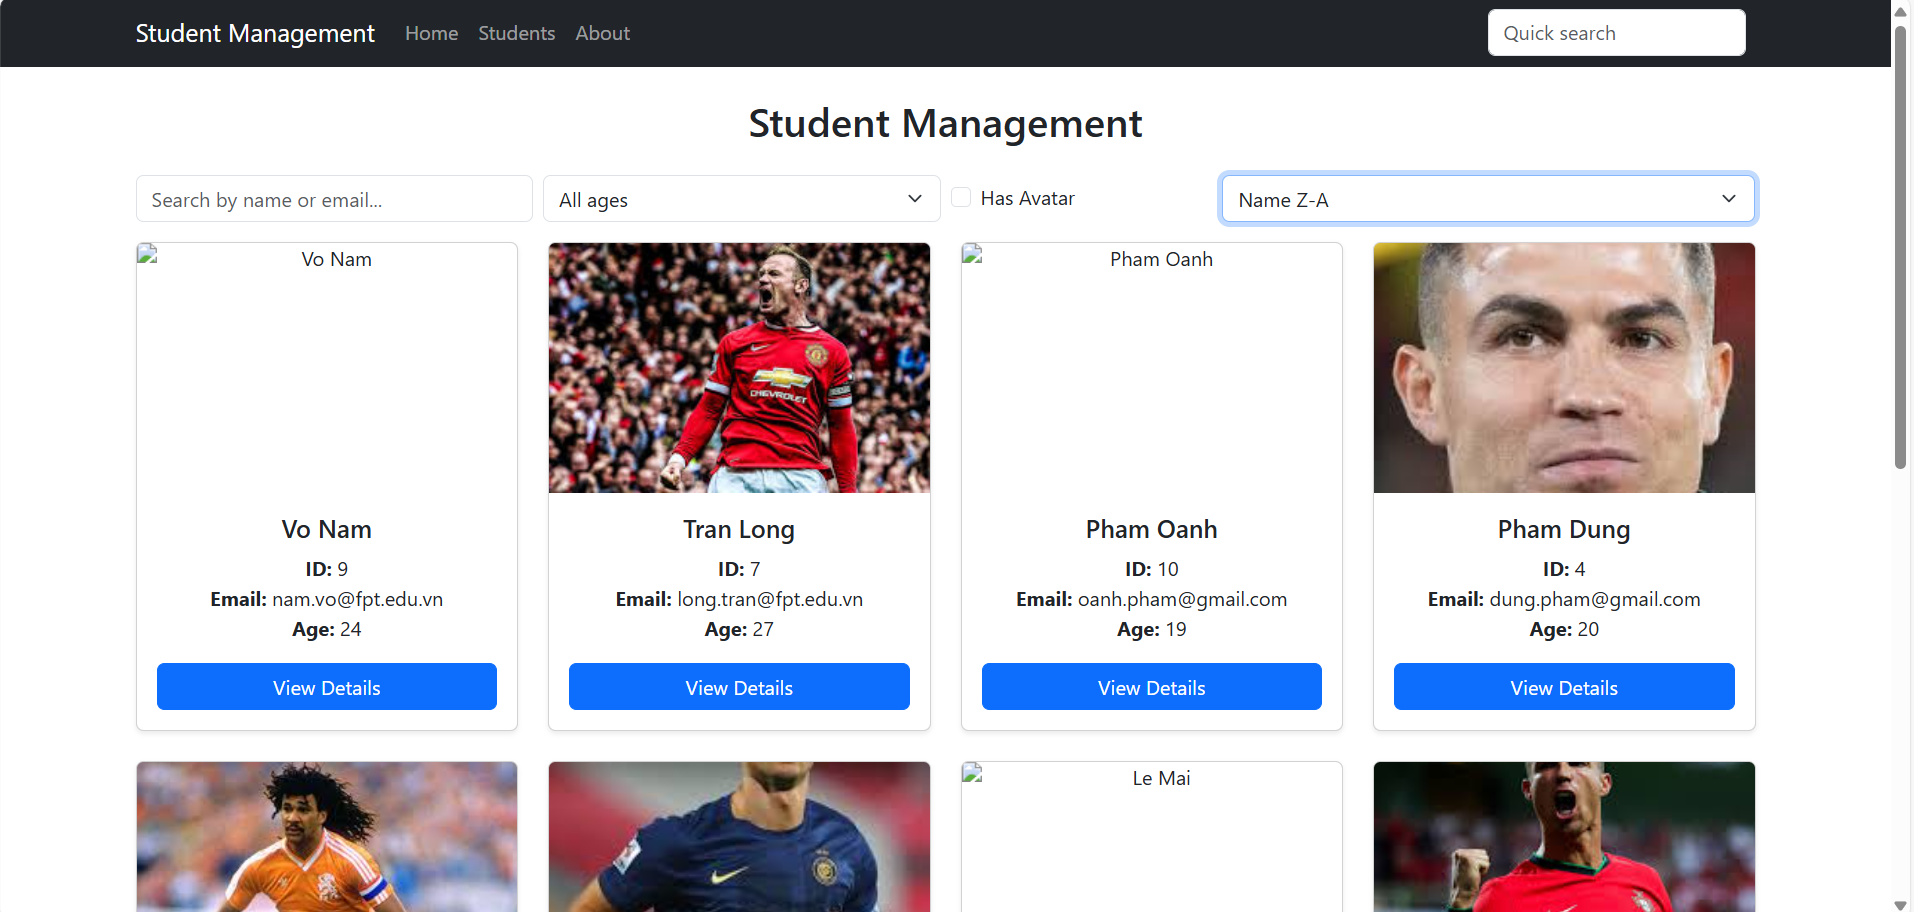 Student Management Home Students About Quick search
Student Management
Search by name or email... All ages Has Avatar Name Z-A
Vo Nam
Vo Nam
ID: 9
Email: nam.vo@fpt.edu.vn
Age: 24
View Details
CHEVROLET
Tran Long
ID: 7
Email: long.tran@fpt.edu.vn
Age: 27
View Details
Pham Oanh
Pham Oanh
ID: 10
Email: oanh.pham@gmail.com
Age: 19
View Details
Pham Dung
ID: 4
Email: dung.pham@gmail.com
Age: 20
View Details
Le Mai